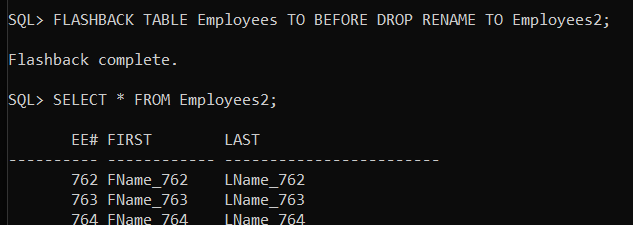 SQL> FLASHBACK TABLE Employees TO BEFORE DROP RENAME TO Employees2;
Flashback complete.
SQL> SELECT * FROM Employees2;
EE# FIRST LAST
---------- ------------ ------------------------
762 FName_762 LName_762
763 FName_763 LName_763
764 FName_764 LName_764